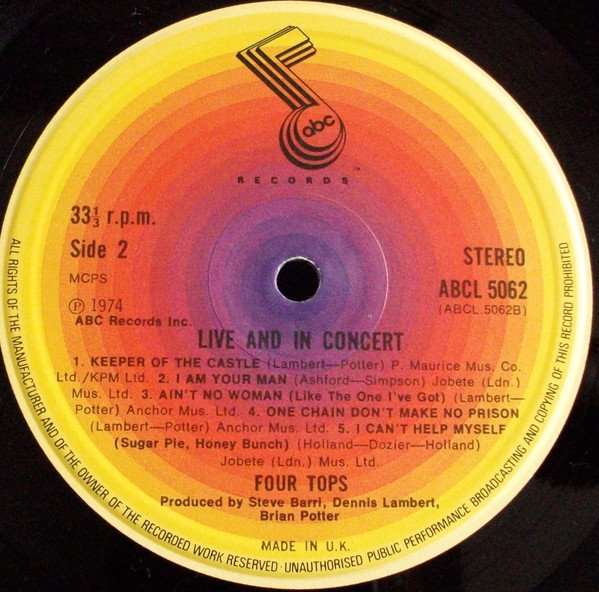 abc
RECORDS
TM
33⅓ r.p.m.
Side 2
MCPS
Ⓟ 1974
ABC Records Inc.
STEREO
ABCL 5062
(ABCL.5062B)
LIVE AND IN CONCERT
1. KEEPER OF THE CASTLE (Lambert—Potter) P. Maurice Mus. Co.
Ltd./KPM Ltd. 2. I AM YOUR MAN (Ashford—Simpson) Jobete (Ldn.)
Mus. Ltd. 3. AIN'T NO WOMAN (Like The One I've Got) (Lambert—
Potter) Anchor Mus. Ltd. 4. ONE CHAIN DON'T MAKE NO PRISON
(Lambert—Potter) Anchor Mus. Ltd. 5. I CAN'T HELP MYSELF
(Sugar Pie, Honey Bunch) (Holland—Dozier—Holland)
Jobete (Ldn.) Mus. Ltd.
FOUR TOPS
Produced by Steve Barri, Dennis Lambert,
Brian Potter
MADE IN U.K.
ALL RIGHTS OF THE MANUFACTURER AND OF THE OWNER OF THE RECORDED WORK RESERVED · UNAUTHORISED PUBLIC PERFORMANCE BROADCASTING AND COPYING OF THIS RECORD PROHIBITED